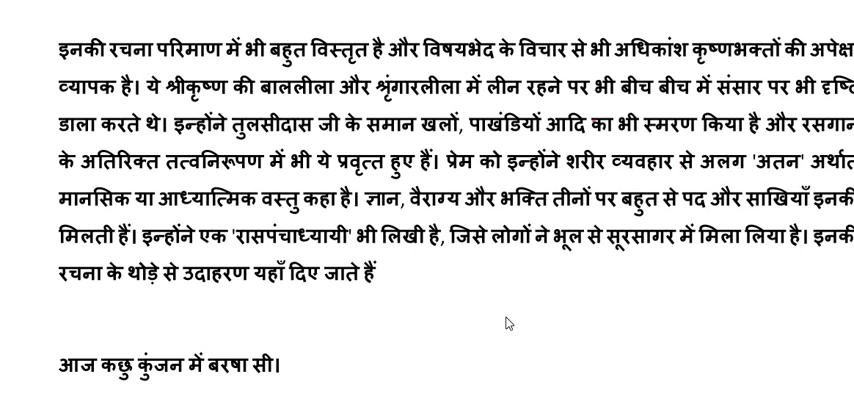 इनकी रचना परिमाण में भी बहुत विस्तृत है और विषयभेद के विचार से भी अधिकांश कृष्णभक्तों की अपेक्ष
व्यापक है। ये श्रीकृष्ण की बाललीला और श्रृंगारलीला में लीन रहने पर भी बीच बीच में संसार पर भी
डाला करते थे। इन्होंने तुलसीदास जी के समान खलों, पाखंडियों आदि का भी स्मरण किया है और रसगान
के अतिरिक्त तत्वनिरूपण में भी ये प्रवृत्त हुए हैं। प्रेम को इन्होंने शरीर व्यवहार से अलग 'अतन' अर्थात
मानसिक या आध्यात्मिक वस्तु कहा है। ज्ञान, वैराग्य और भक्ति तीनों पर बहुत से पद और साखियाँ इनकी
मिलती हैं। इन्होंने एक 'रासपंचाध्यायी' भी लिखी है, जिसे लोगों ने भूल से सूरसागर में मिला लिया है। इनकी
रचना के थोड़े से उदाहरण यहाँ दिए जाते हैं
आज कछु कुंजन में बरषा सी।